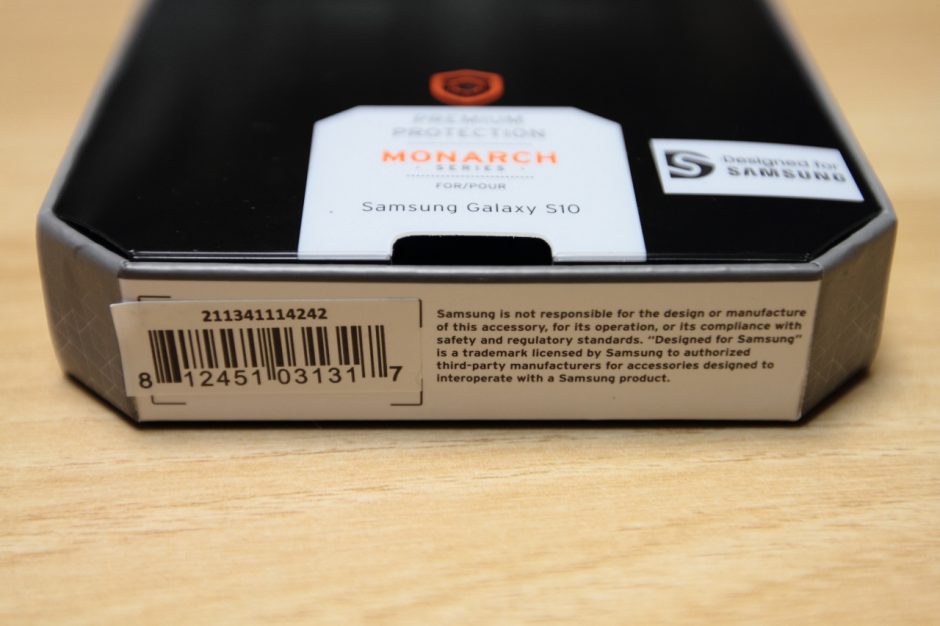 PREMIUM
PROTECTION
MONARCH
· SERIES ·
FOR/POUR
Samsung Galaxy S10
S Designed for
SAMSUNG
211341114242
8 12451 03131 7
Samsung is not responsible for the design or manufacture
of this accessory, for its operation, or its compliance with
safety and regulatory standards. “Designed for Samsung”
is a trademark licensed by Samsung to authorized
third-party manufacturers for accessories designed to
interoperate with a Samsung product.